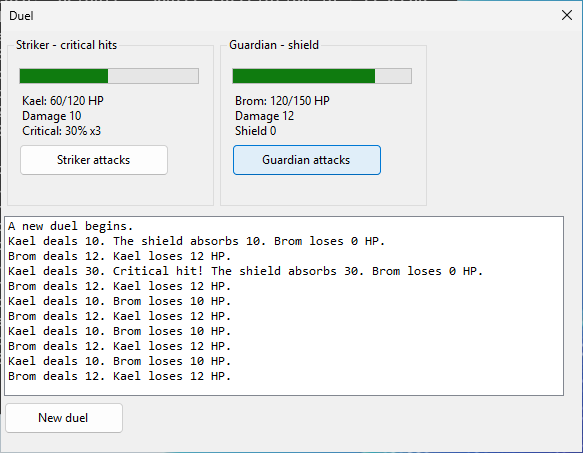 Duel
Striker - critical hits
Kael: 60/120 HP
Damage 10
Critical: 30% x3
Striker attacks
Guardian - shield
Brom: 120/150 HP
Damage 12
Shield 0
Guardian attacks
A new duel begins.
Kael deals 10. The shield absorbs 10. Brom loses 0 HP.
Brom deals 12. Kael loses 12 HP.
Kael deals 30. Critical hit! The shield absorbs 30. Brom loses 0 HP.
Brom deals 12. Kael loses 12 HP.
Kael deals 10. Brom loses 10 HP.
Brom deals 12. Kael loses 12 HP.
Kael deals 10. Brom loses 10 HP.
Brom deals 12. Kael loses 12 HP.
Kael deals 10. Brom loses 10 HP.
Brom deals 12. Kael loses 12 HP.
New duel